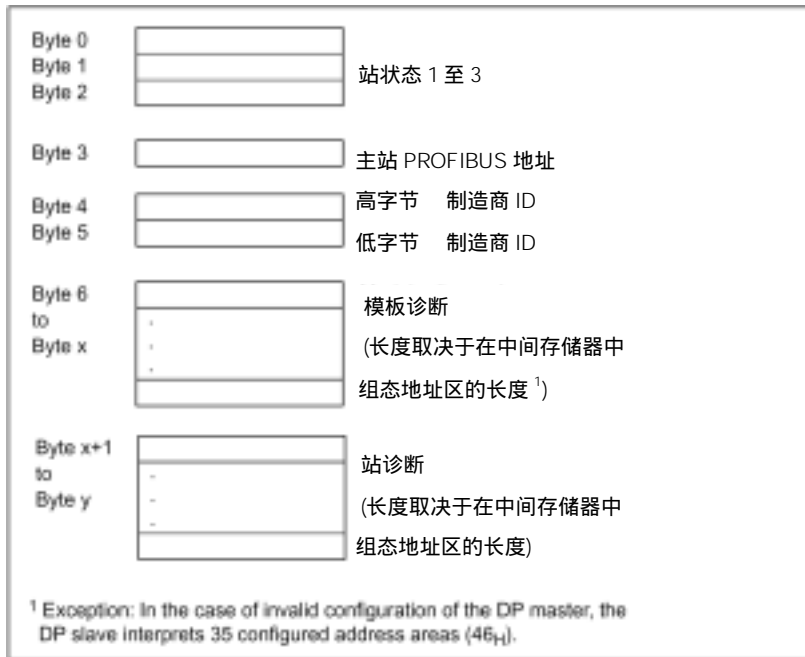 Byte 0
Byte 1
Byte 2
站状态 1 至 3
Byte 3
主站 PROFIBUS 地址
Byte 4
高字节 制造商 ID
Byte 5
低字节 制造商 ID
Byte 6
to
Byte x
模板诊断
(长度取决于在中间存储器中
组态地址区的长度 ¹)
Byte x+1
to
Byte y
站诊断
(长度取决于在中间存储器中
组态地址区的长度)
¹ Exception: In the case of invalid configuration of the DP master, the
DP slave interprets 35 configured address areas (46H).